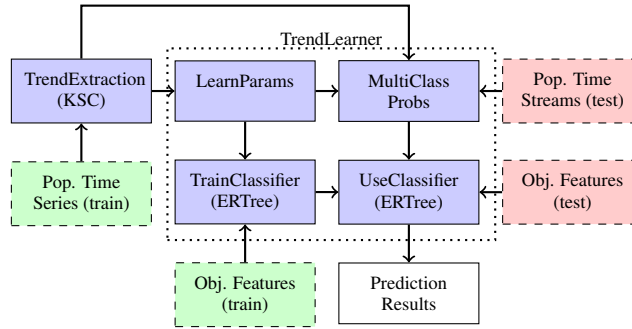 TrendLearner
TrendExtraction
(KSC)
LearnParams
MultiClass
Probs
Pop. Time
Streams (test)
Pop. Time
Series (train)
TrainClassifier
(ERTree)
UseClassifier
(ERTree)
Obj. Features
(test)
Obj. Features
(train)
Prediction
Results